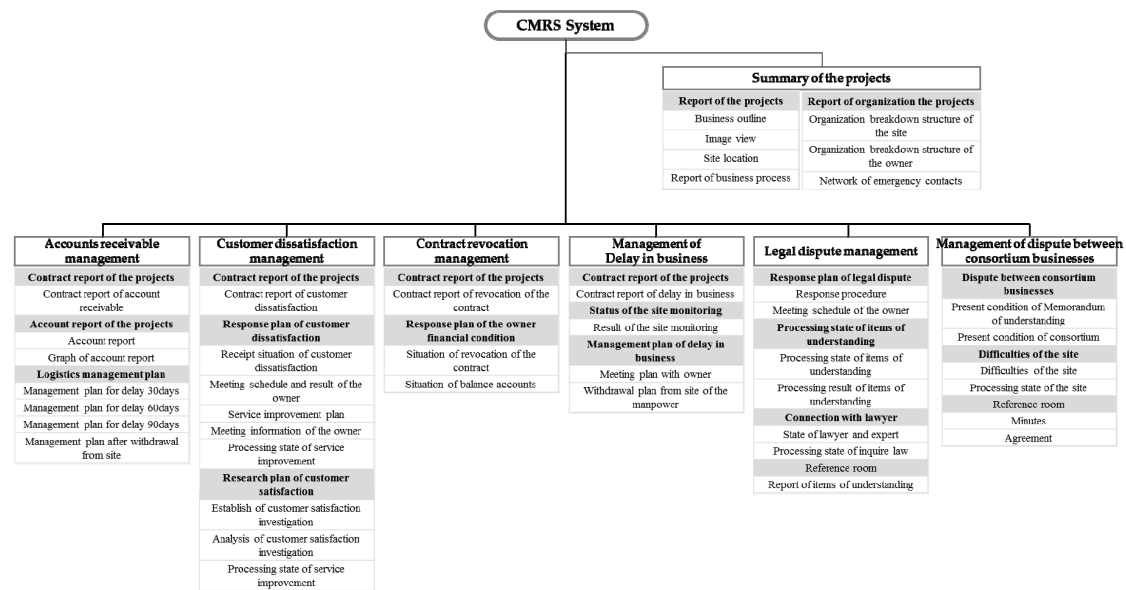 CMRS System
Summary of the projects
Report of the projects
Business outline
Image view
Site location
Report of business process
Report of organization the projects
Organization breakdown structure of
the site
Organization breakdown structure of
the owner
Network of emergency contacts
Accounts receivable
management
Contract report of the projects
Contract report of account
receivable
Account report of the projects
Account report
Graph of account report
Logistics management plan
Management plan for delay 30days
Management plan for delay 60days
Management plan for delay 90days
Management plan after withdrawal
from site
Customer dissatisfaction
management
Contract report of the projects
Contract report of customer
dissatisfaction
Response plan of customer
dissatisfaction
Receipt situation of customer
dissatisfaction
Meeting schedule and result of the
owner
Service improvement plan
Meeting information of the owner
Processing state of service
improvement
Research plan of customer
satisfaction
Establish of customer satisfaction
investigation
Analysis of customer satisfaction
investigation
Processing state of service
improvement
Contract revocation
management
Contract report of the projects
Contract report of revocation of the
contract
Response plan of the owner
financial condition
Situation of revocation of the
contract
Situation of balance accounts
Management of
Delay in business
Contract report of the projects
Contract report of delay in business
Status of the site monitoring
Result of the site monitoring
Management plan of delay in
business
Meeting plan with owner
Withdrawal plan from site of the
manpower
Legal dispute management
Response plan of legal dispute
Response procedure
Meeting schedule of the owner
Processing state of items of
understanding
Processing state of items of
understanding
Processing result of items of
understanding
Connection with lawyer
State of lawyer and expert
Processing state of inquire law
Reference room
Report of items of understanding
Management of dispute between
consortium businesses
Dispute between consortium
businesses
Present condition of Memorandum
of understanding
Present condition of consortium
Difficulties of the site
Difficulties of the site
Processing state of the site
Reference room
Minutes
Agreement